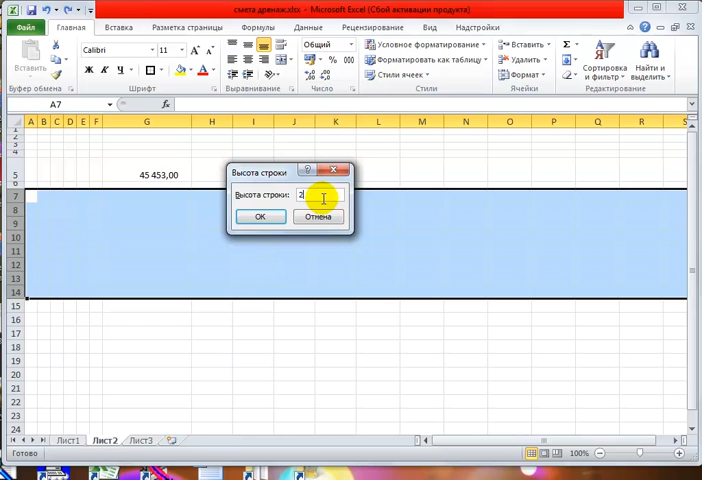 смета дренаж.xlsx - Microsoft Excel (Сбой активации продукта)
Файл Главная Вставка Разметка страницы Формулы Данные Рецензирование Вид Надстройки
Вставить
Calibri 11 A A
Ж К Ч
Общий
% 000
Условное форматирование
Форматировать как таблицу
Стили ячеек
Вставить
Удалить
Формат
Σ
Сортировка и фильтр
Найти и выделить
Буфер обмена Шрифт Выравнивание Число Стили Ячейки Редактирование
A7 fx
A B C D E F G H I J K L M N O P Q R S
1
2
3
4
5 45 453,00
6
7
8
9
10
11
12
13
14
15
16
17
18
19
20
21
22
23
24
Высота строки
Высота строки: 2
ОК Отмена
Лист1 Лист2 Лист3
Готово 100%